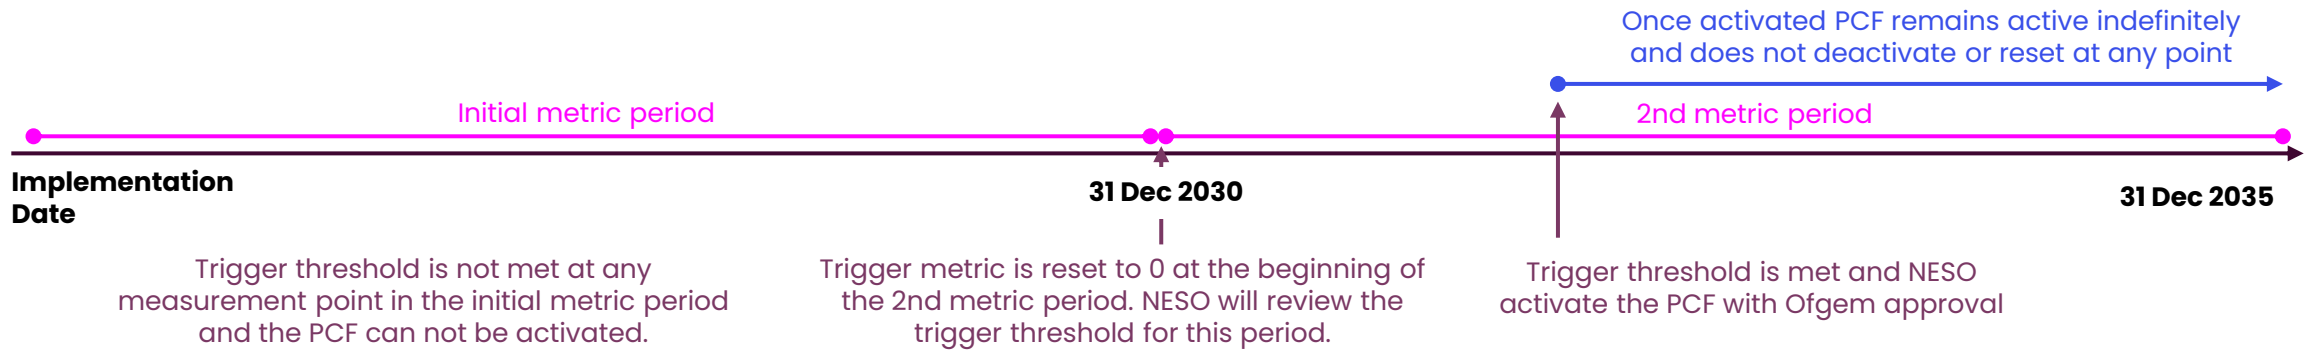 Once activated PCF remains active indefinitely
and does not deactivate or reset at any point
Initial metric period
2nd metric period
Implementation
Date
31 Dec 2030
31 Dec 2035
Trigger threshold is not met at any
measurement point in the initial metric period
and the PCF can not be activated.
Trigger metric is reset to 0 at the beginning of
the 2nd metric period. NESO will review the
trigger threshold for this period.
Trigger threshold is met and NESO
activate the PCF with Ofgem approval